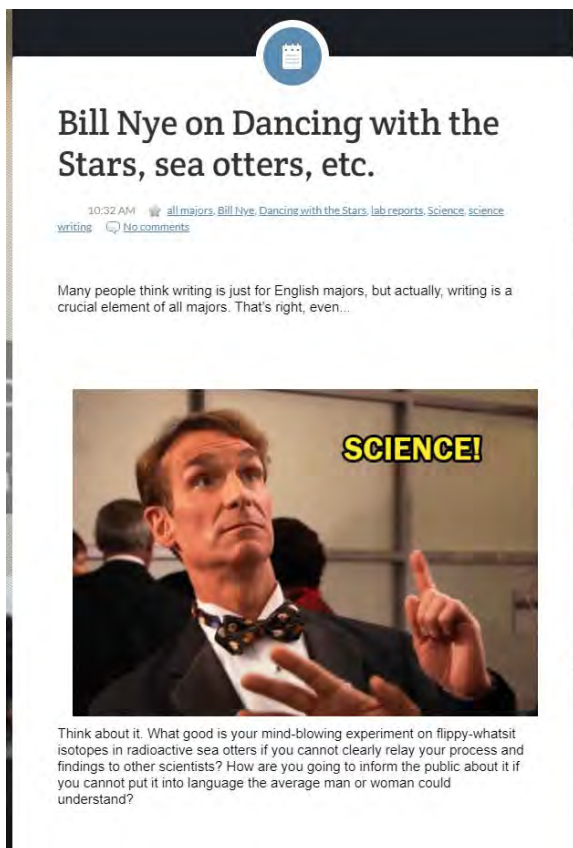 Bill Nye on Dancing with the
Stars, sea otters, etc.
10:32 AM all majors, Bill Nye, Dancing with the Stars, lab reports, Science, science
writing No comments
Many people think writing is just for English majors, but actually, writing is a
crucial element of all majors. That's right, even...
SCIENCE!
Think about it. What good is your mind-blowing experiment on flippy-whatsit
isotopes in radioactive sea otters if you cannot clearly relay your process and
findings to other scientists? How are you going to inform the public about it if
you cannot put it into language the average man or woman could
understand?